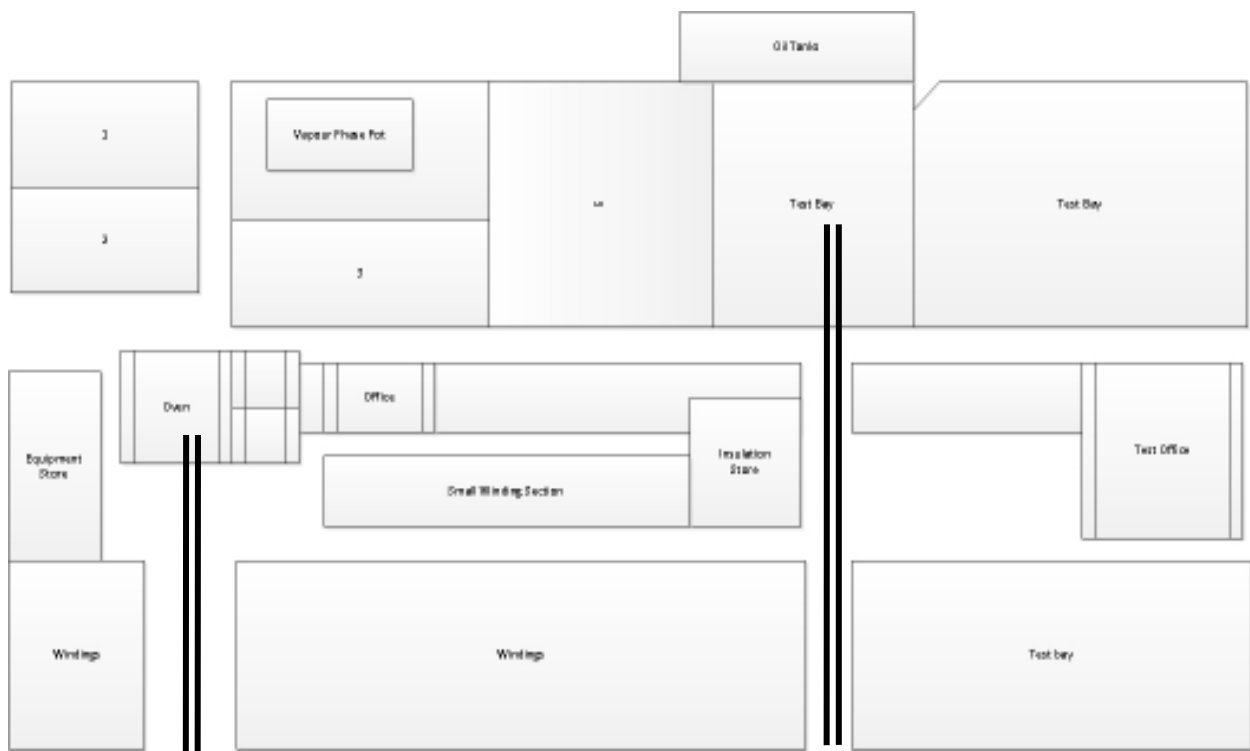 Oil Tanks
Vapour Phase Pot
Test Bay
Test Bay
3
3
Oven
Office
Equipment
Store
Insulation
Store
Test Office
Small Winding Section
Windings
Windings
Test bay